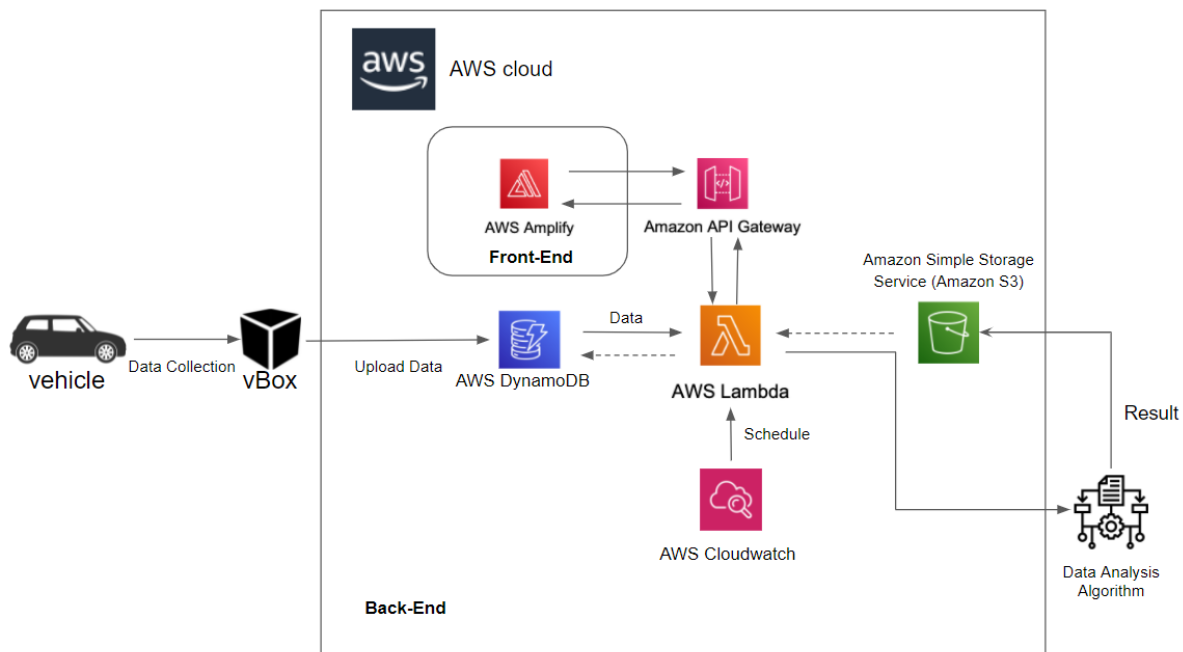 aws
AWS cloud
AWS Amplify
Front-End
Amazon API Gateway
Amazon Simple Storage
Service (Amazon S3)
vehicle
Data Collection
vBox
Upload Data
AWS DynamoDB
Data
AWS Lambda
Result
Schedule
AWS Cloudwatch
Data Analysis
Algorithm
Back-End